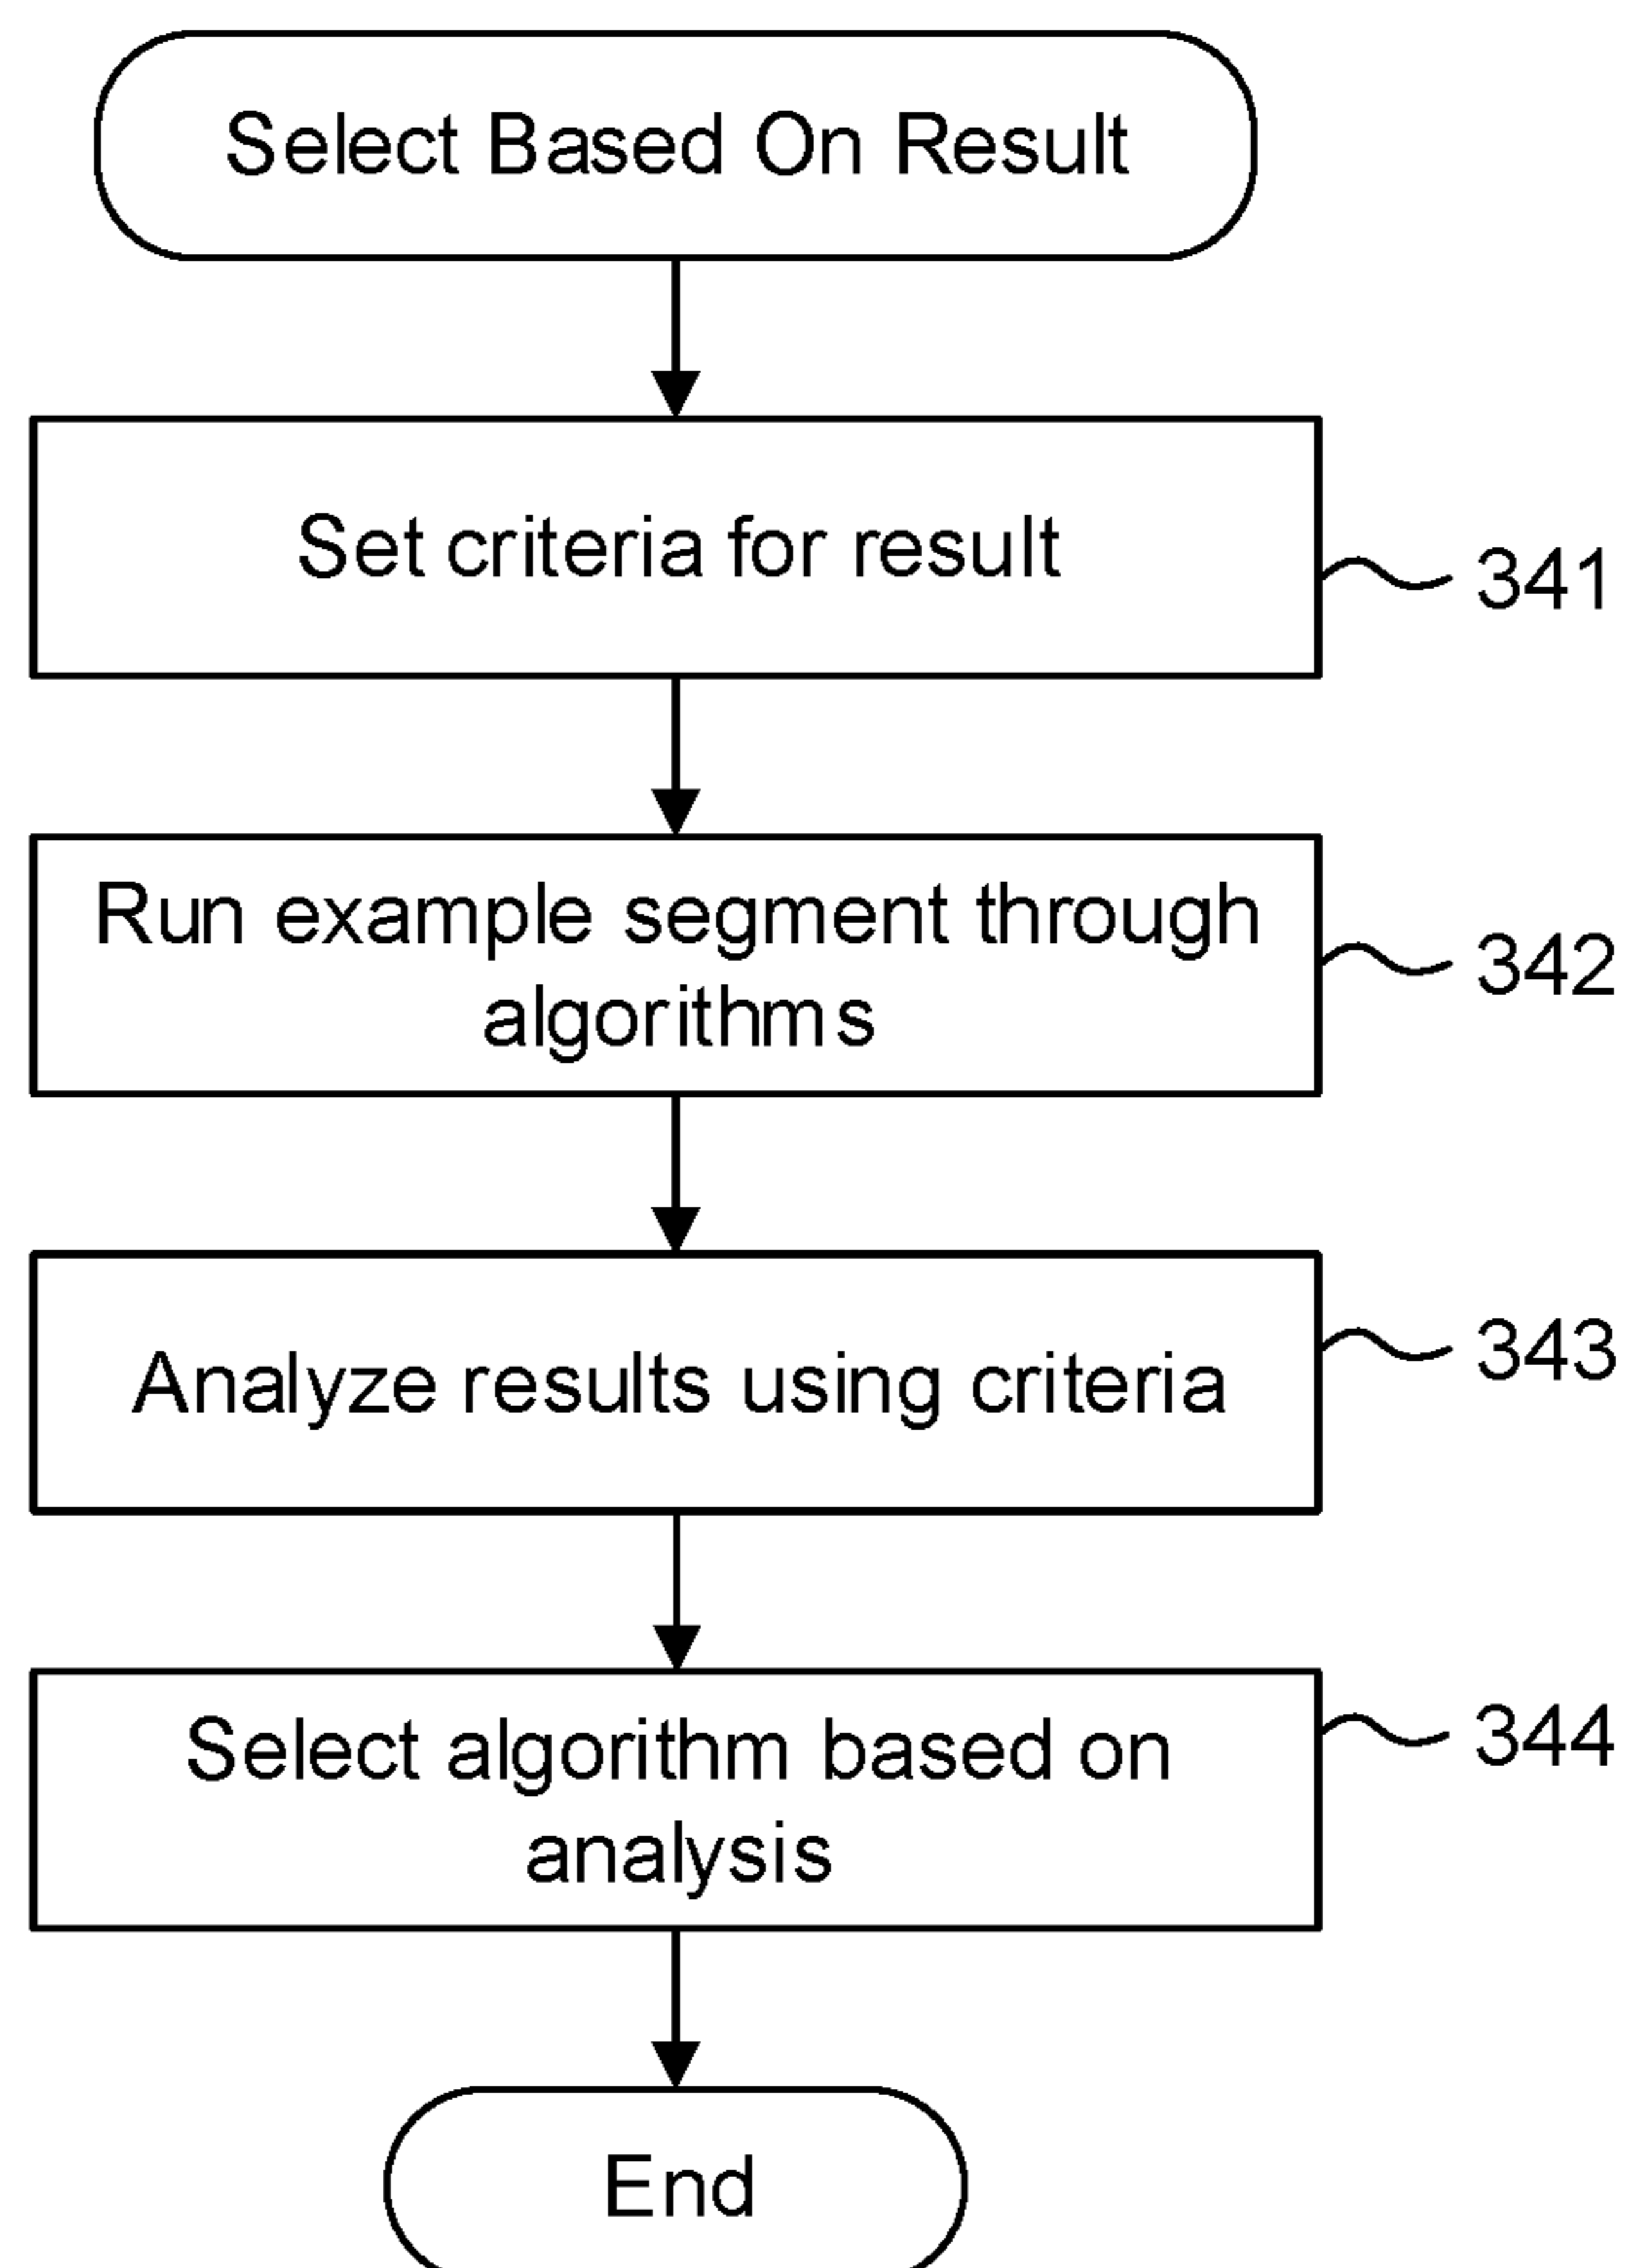 Select Based On Result
Set criteria for result
341
Run example segment through
algorithms
342
Analyze results using criteria
343
Select algorithm based on
analysis
344
End